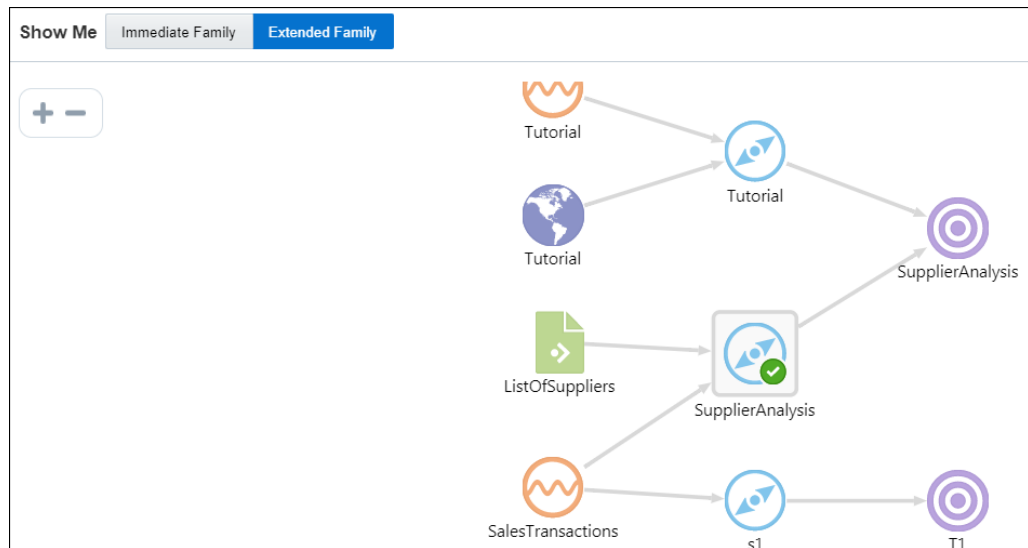 Show Me Immediate Family Extended Family
Tutorial
Tutorial
Tutorial
SupplierAnalysis
ListOfSuppliers
SupplierAnalysis
SalesTransactions
s1
T1